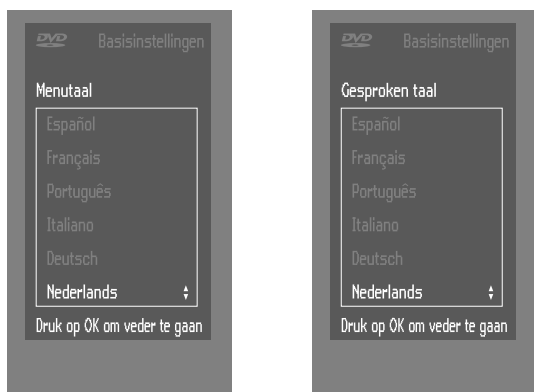 DVD Basisinstellingen
Menutaal
Español
Français
Português
Italiano
Deutsch
Nederlands
Druk op OK om veder te gaan
DVD Basisinstellingen
Gesproken taal
Español
Français
Português
Italiano
Deutsch
Nederlands
Druk op OK om veder te gaan